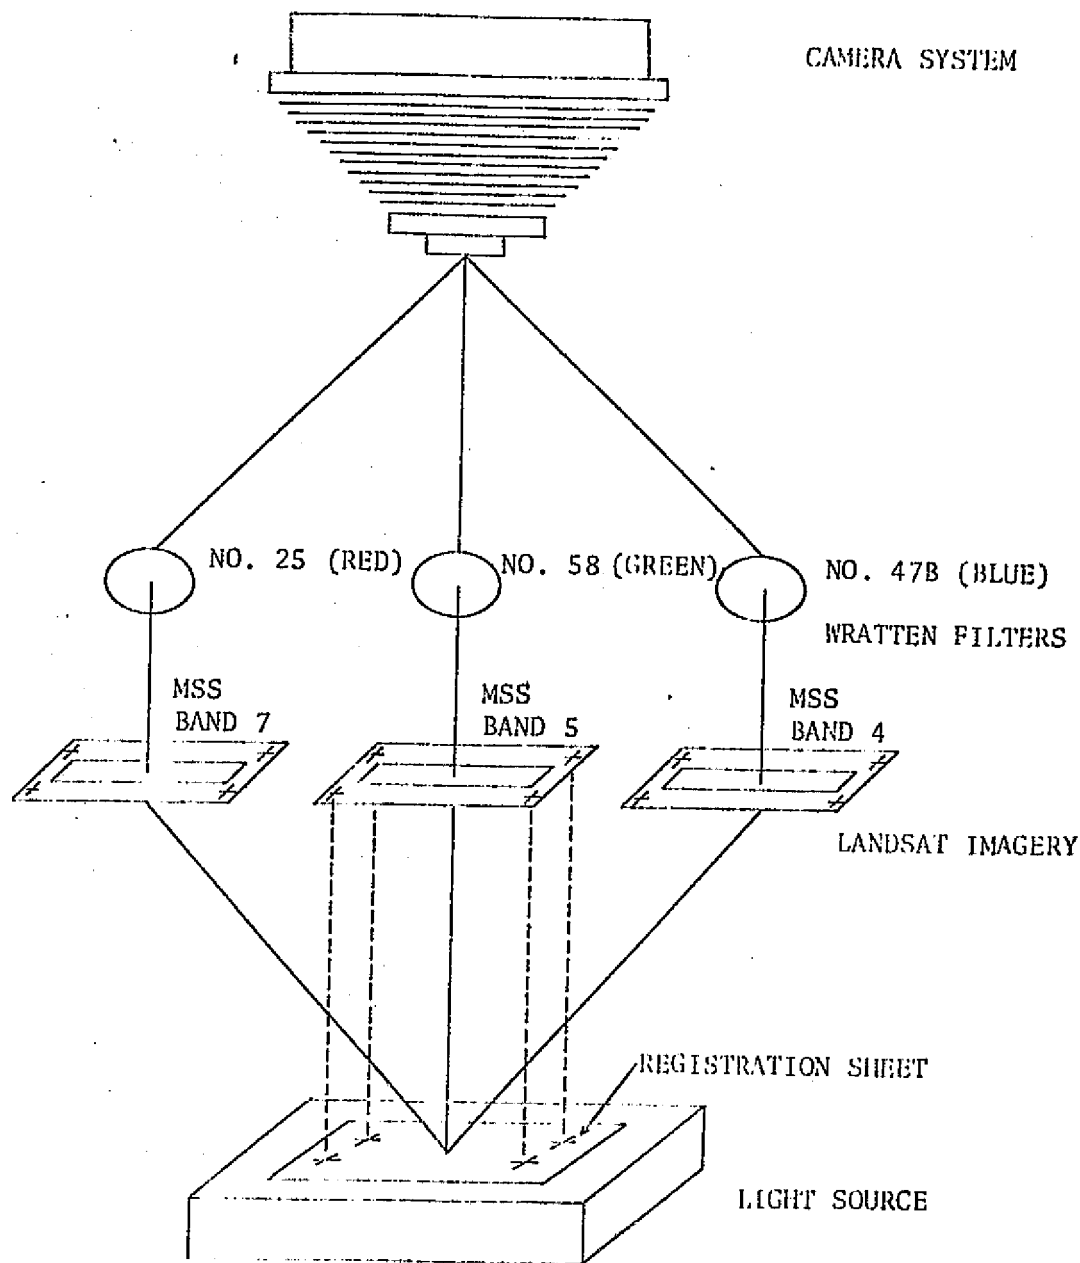 CAMERA SYSTEM
NO. 25 (RED)
NO. 58 (GREEN)
NO. 47B (BLUE)
WRATTEN FILTERS
MSS
BAND 7
MSS
BAND 5
MSS
BAND 4
LANDSAT IMAGERY
REGISTRATION SHEET
LIGHT SOURCE